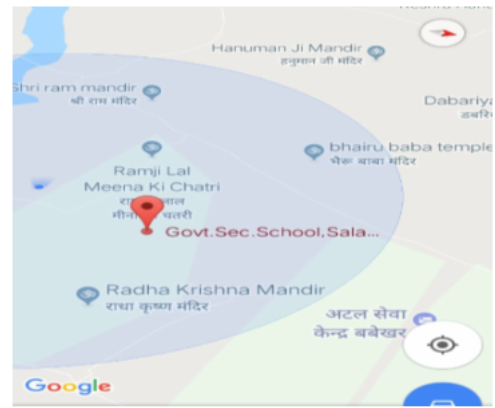 Hanuman Ji Mandir
हनुमान जी मंदिर
Shri ram mandir
श्री राम मंदिर
Dabariya
bhairu baba temple
भैरू बाबा मंदिर
Ramji Lal
Meena Ki Chatri
Govt.Sec.School,Sala...
Radha Krishna Mandir
राधा कृष्ण मंदिर
अटल सेवा
केन्द्र बबेखर
Google